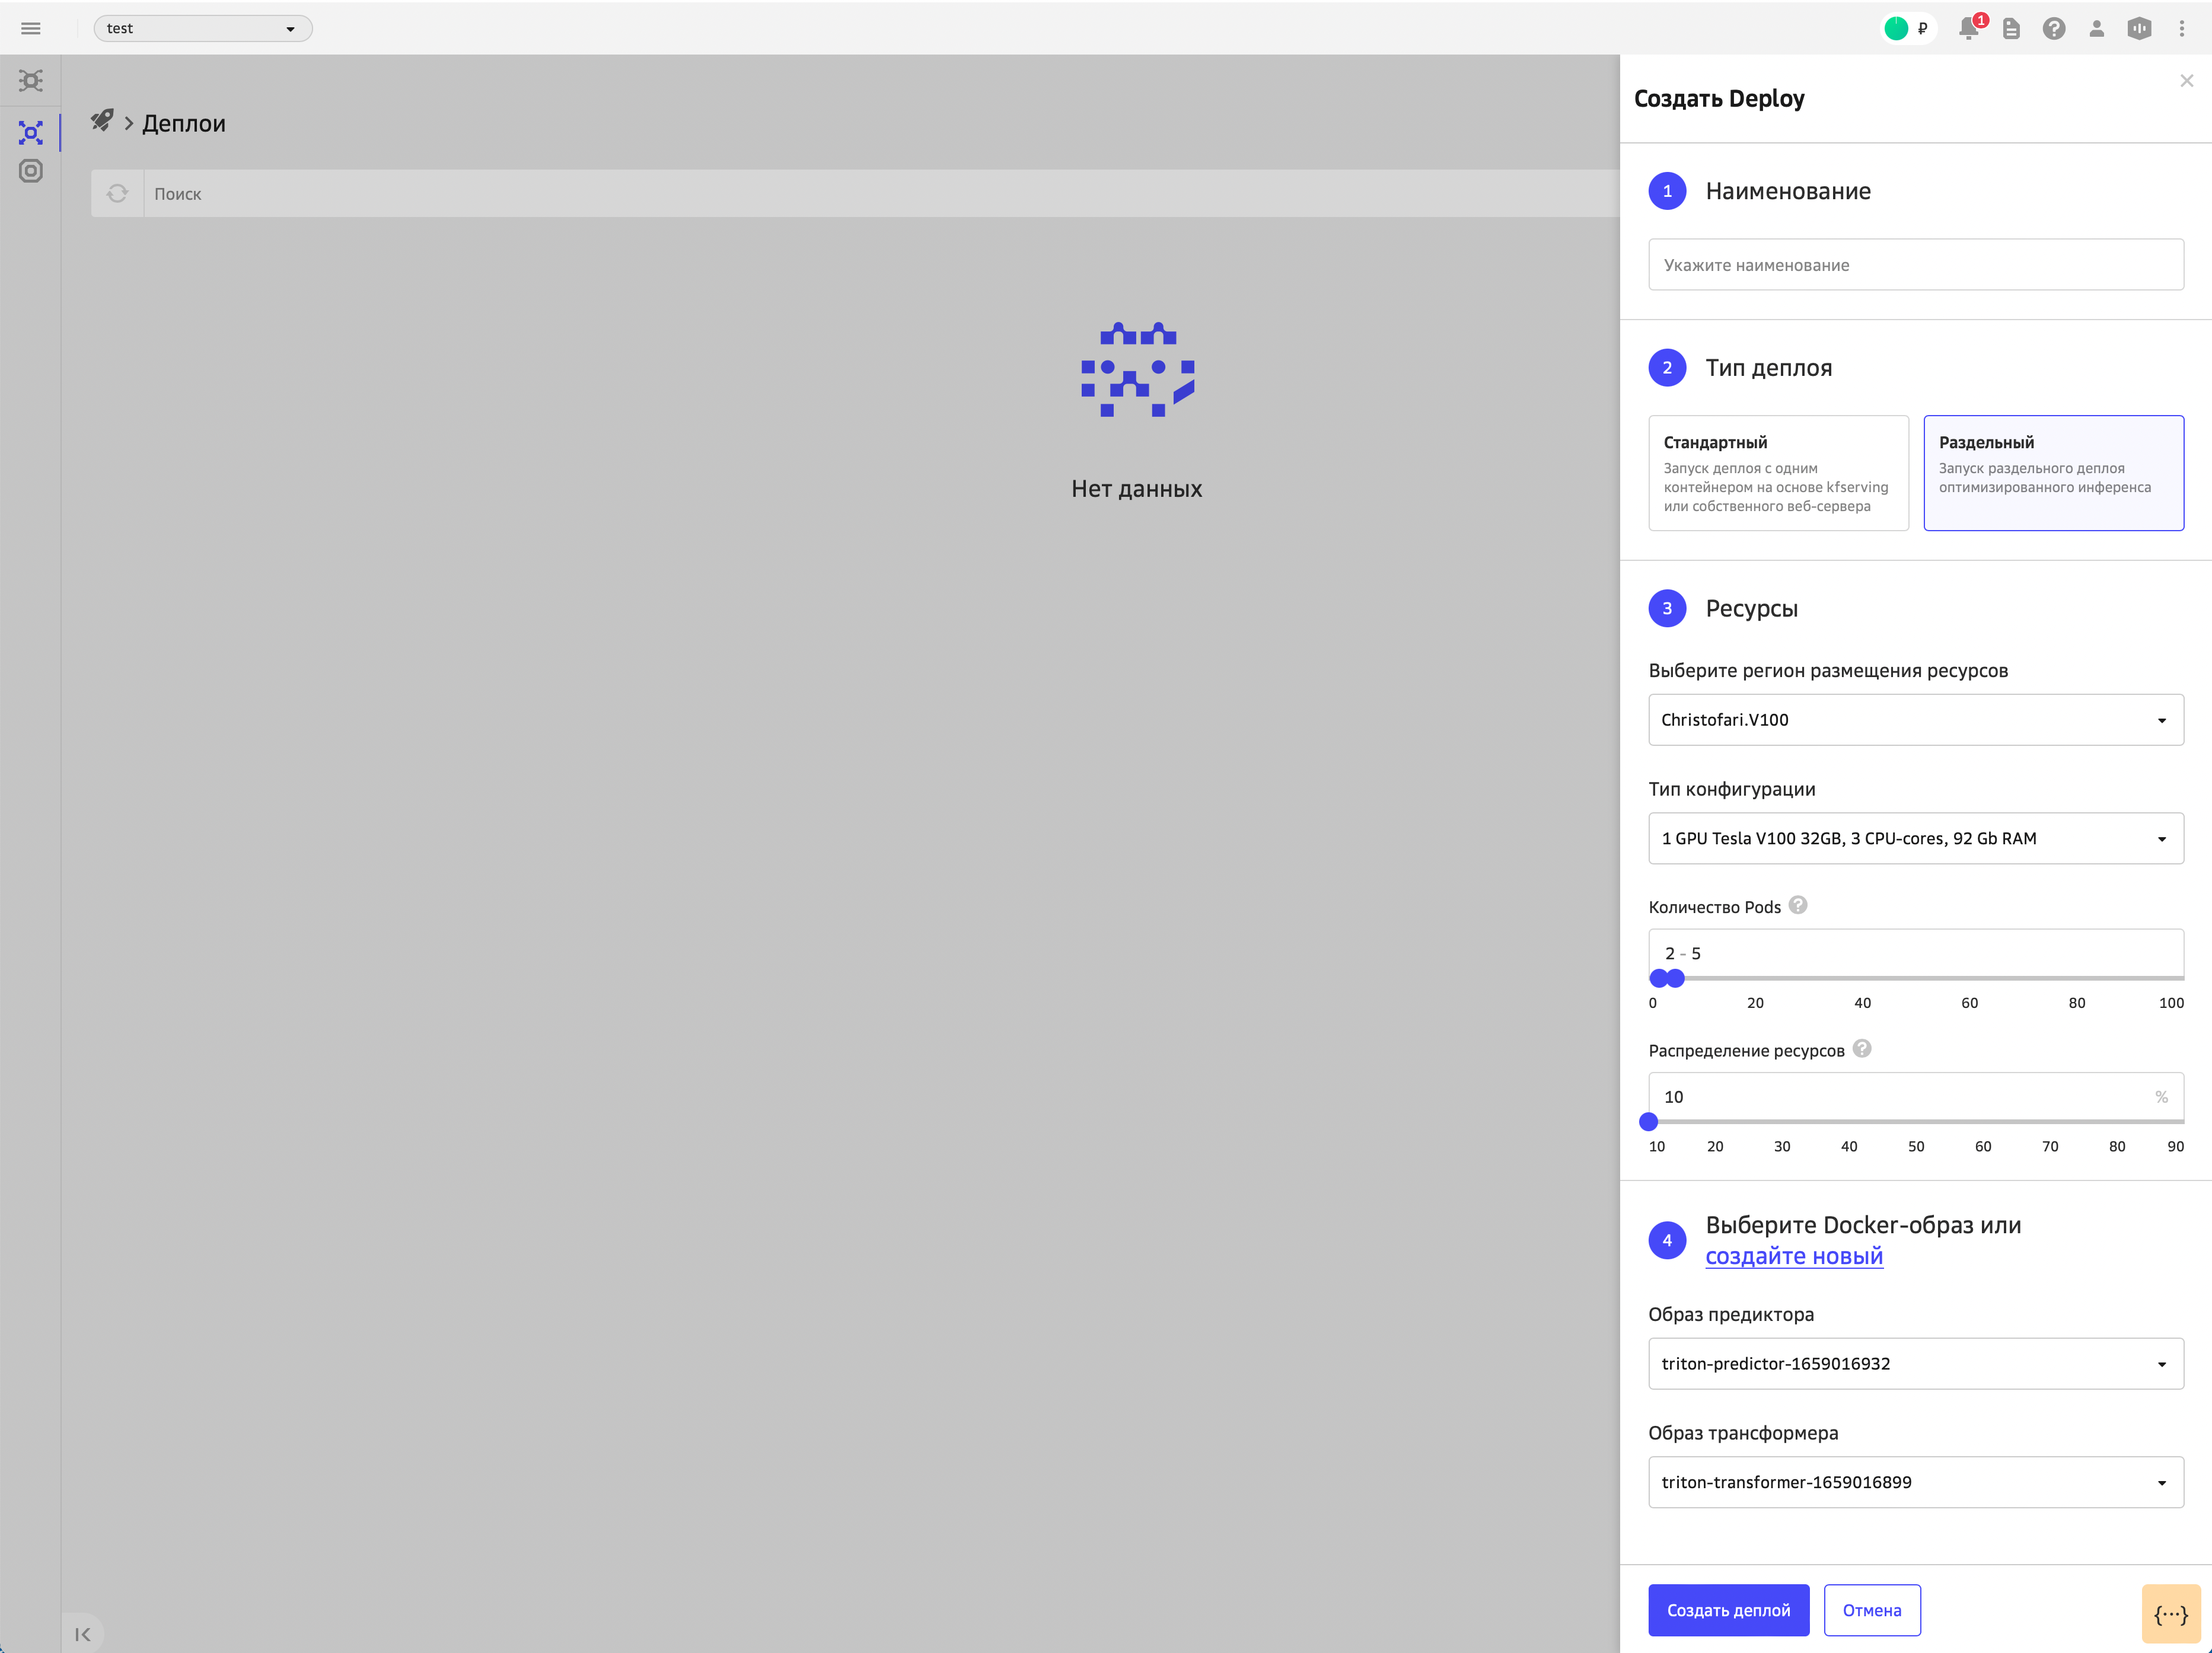 test
₽
1
Деплои
Поиск
Нет данных
Создать Deploy
1
Наименование
Укажите наименование
2
Тип деплоя
Стандартный
Запуск деплоя с одним
контейнером на основе kfserving
или собственного веб-сервера
Раздельный
Запуск раздельного деплоя
оптимизированного инференса
3
Ресурсы
Выберите регион размещения ресурсов
Christofari.V100
Тип конфигурации
1 GPU Tesla V100 32GB, 3 CPU-cores, 92 Gb RAM
Количество Pods ?
2 - 5
0 20 40 60 80 100
Распределение ресурсов ?
10 %
10 20 30 40 50 60 70 80 90
4
Выберите Docker-образ или
создайте новый
Образ предиктора
triton-predictor-1659016932
Образ трансформера
triton-transformer-1659016899
Создать деплой
Отмена
{···}